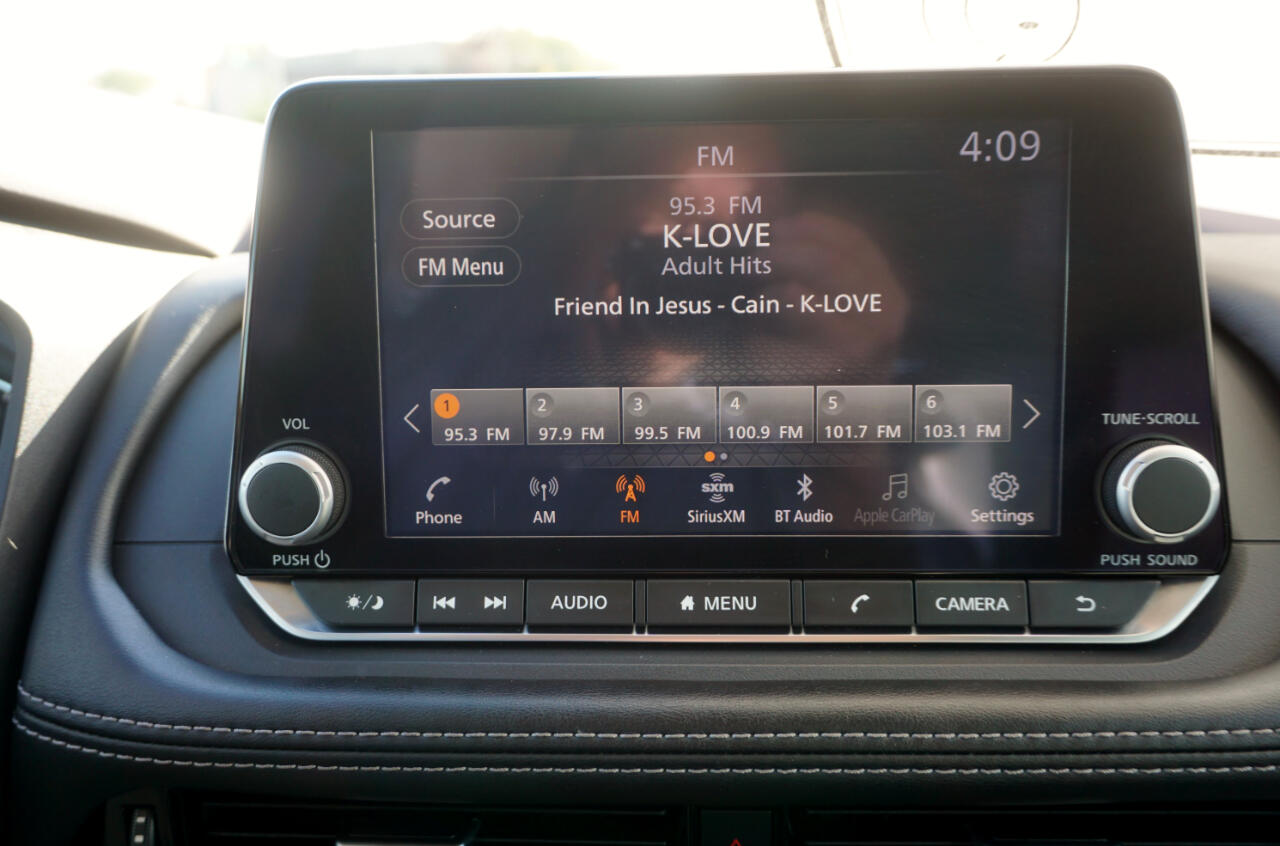 FM
4:09
Source
95.3 FM
K-LOVE
FM Menu
Adult Hits
Friend In Jesus - Cain - K-LOVE
1 2 3 4 5 6
95.3 FM 97.9 FM 99.5 FM 100.9 FM 101.7 FM 103.1 FM
VOL
TUNE·SCROLL
sxm
Phone AM FM SiriusXM BT Audio Apple CarPlay Settings
PUSH
PUSH SOUND
AUDIO MENU CAMERA